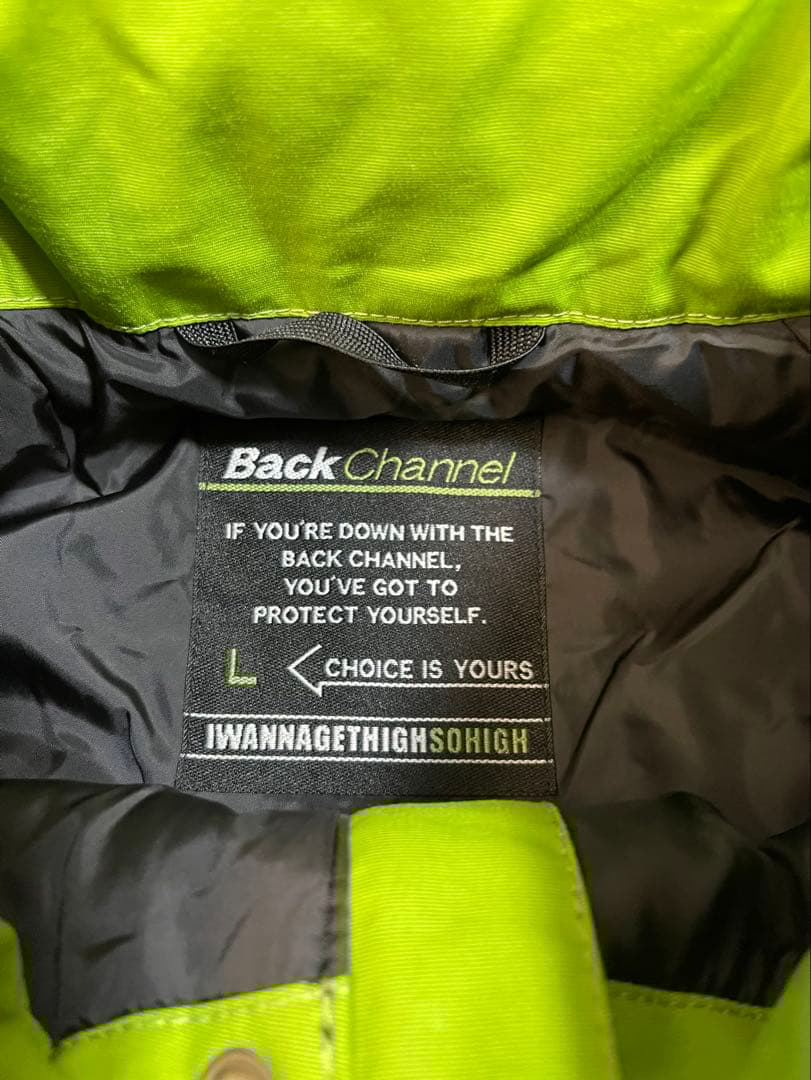 Back Channel
IF YOU'RE DOWN WITH THE
BACK CHANNEL,
YOU'VE GOT TO
PROTECT YOURSELF.
L CHOICE IS YOURS
IWANNAGETHIGHSOHIGH